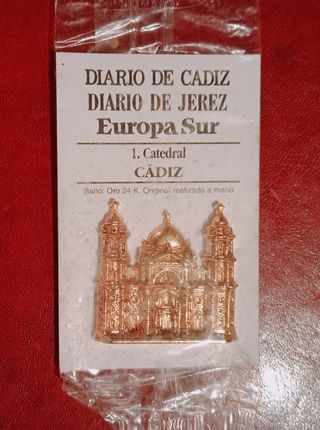 DIARIO DE CADIZ
DIARIO DE JEREZ
Europa Sur
1. Catedral
CÁDIZ
Baño: Oro 24 K. Original realizado a mano